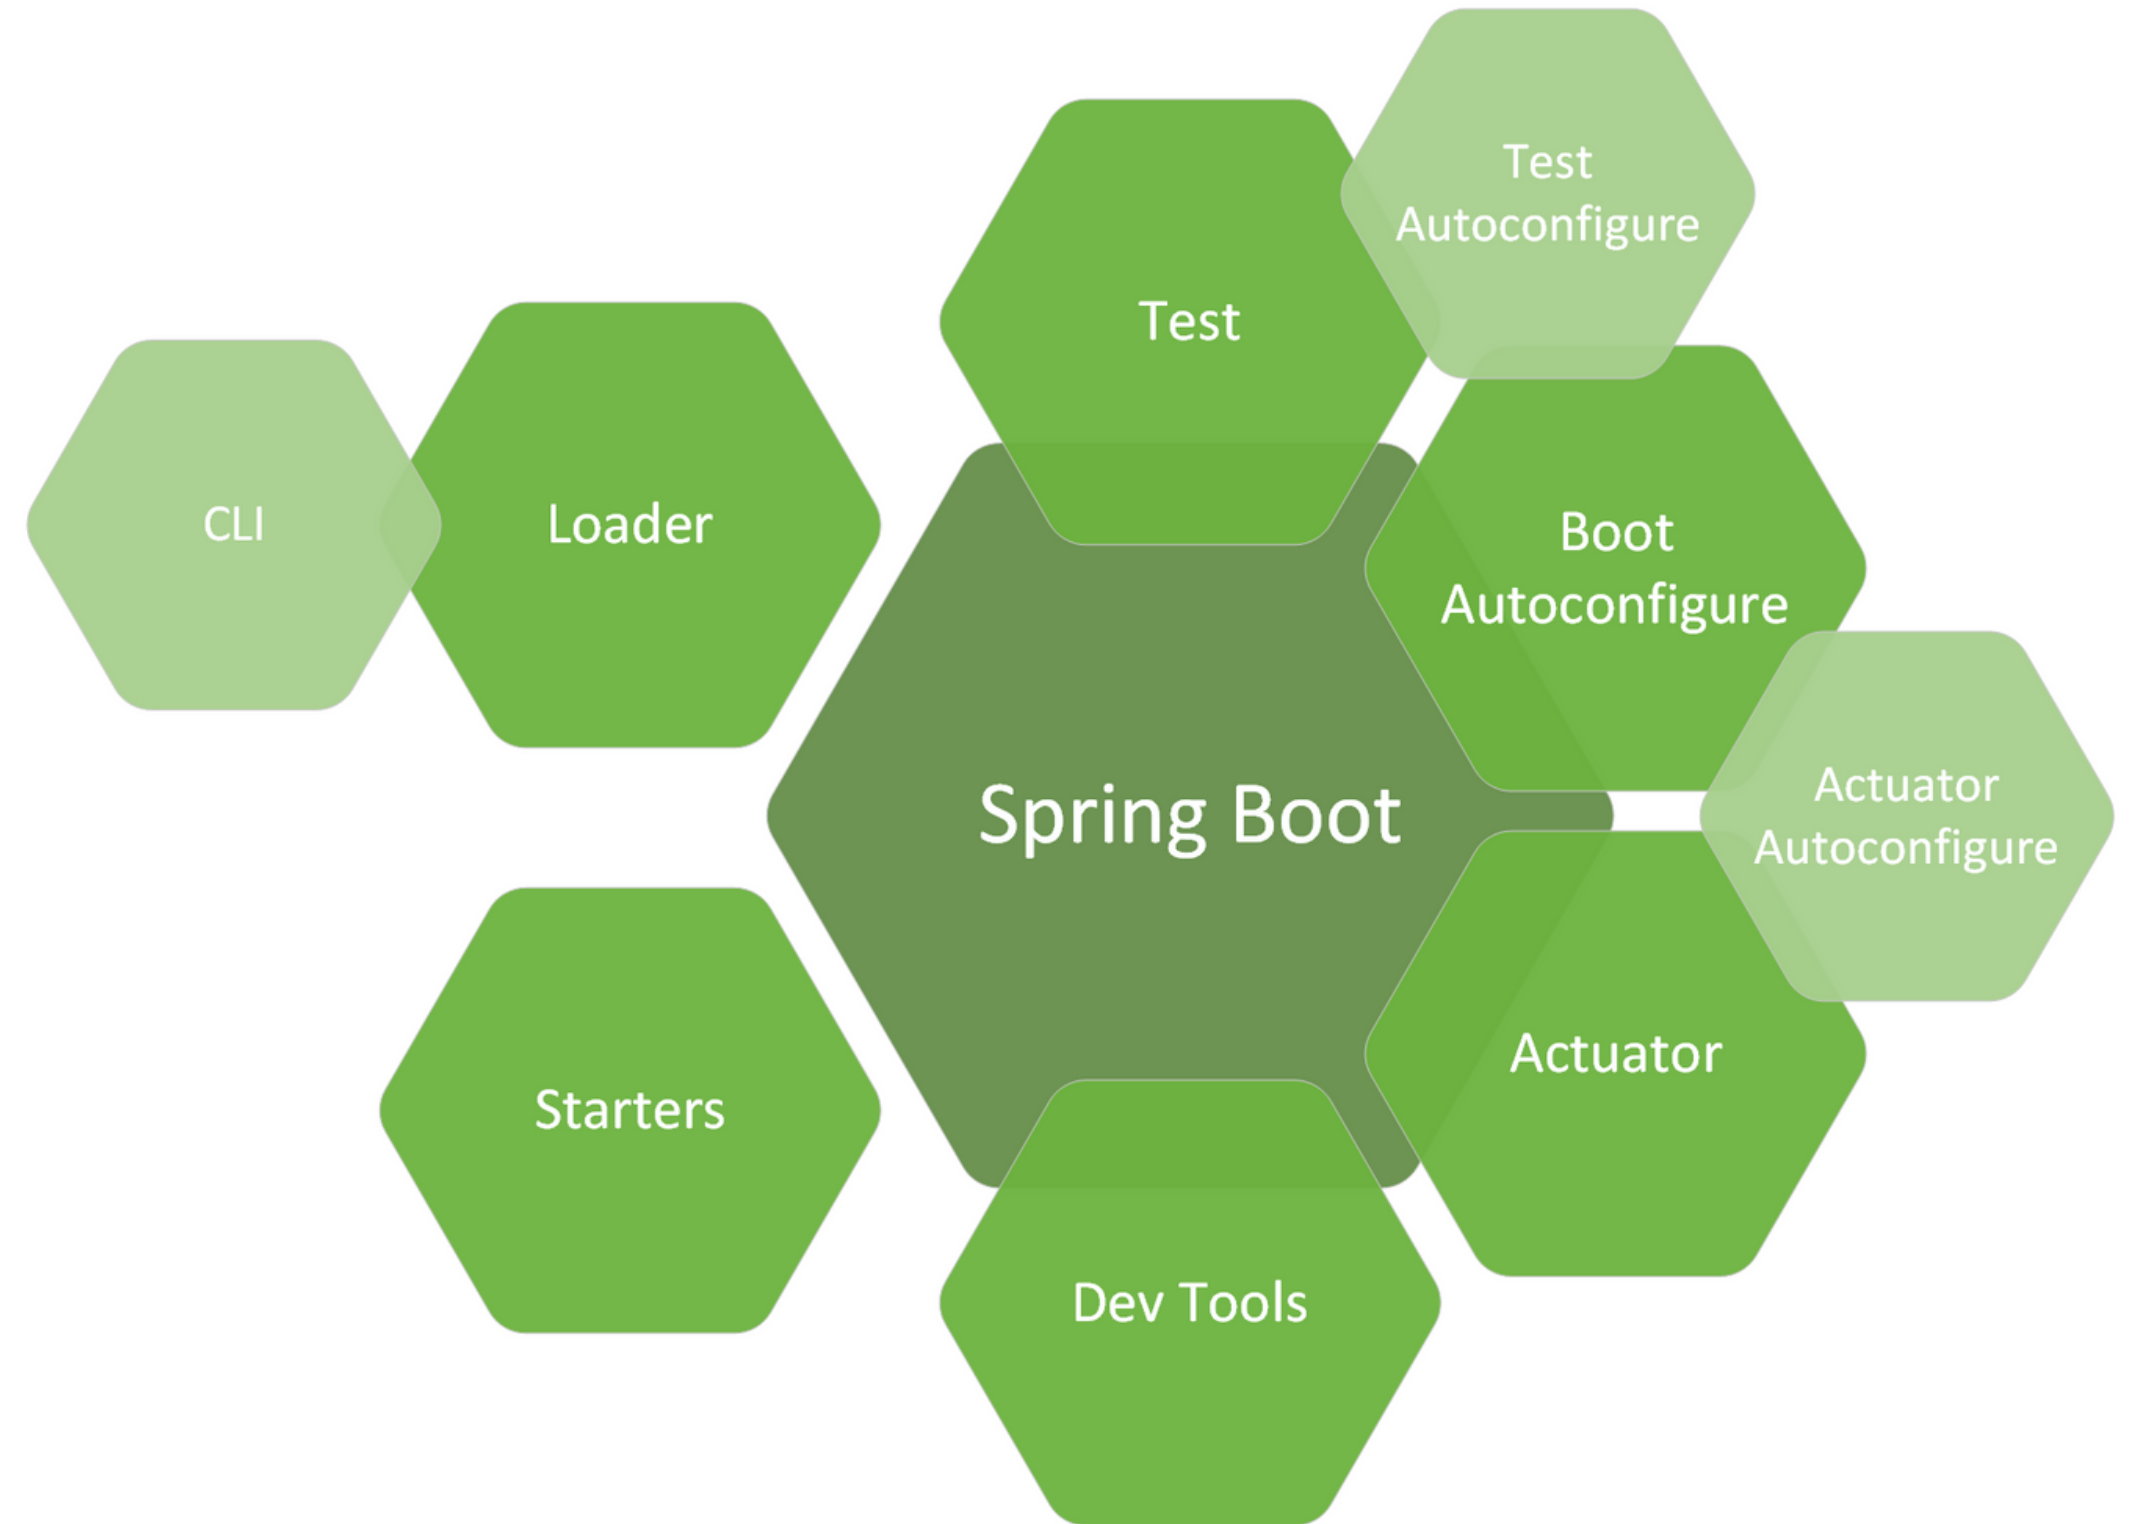 Test
Autoconfigure
Test
CLI
Loader
Boot
Autoconfigure
Spring Boot
Actuator
Autoconfigure
Starters
Actuator
Dev Tools